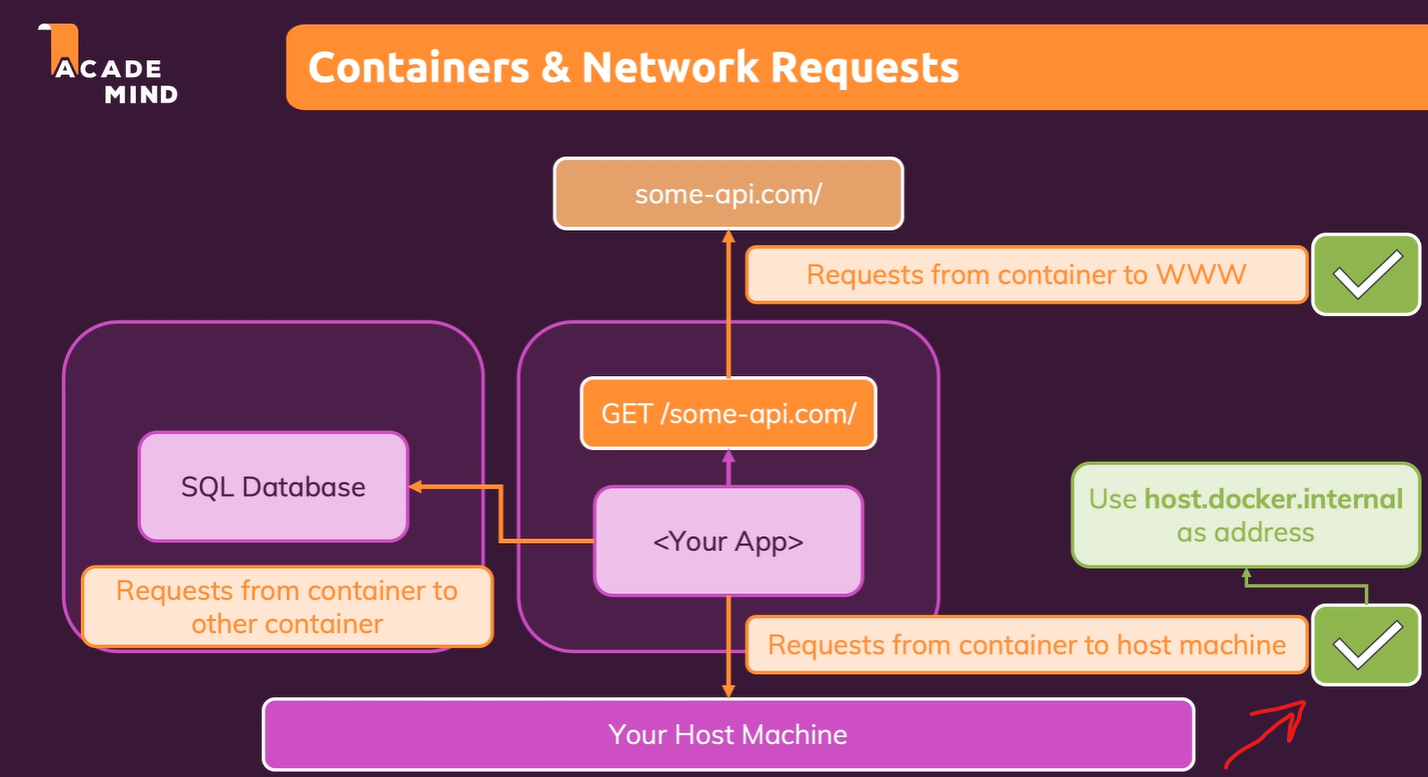 ACADE
MIND
Containers & Network Requests
some-api.com/
Requests from container to WWW
GET /some-api.com/
SQL Database
<Your App>
Use host.docker.internal
as address
Requests from container to
other container
Requests from container to host machine
Your Host Machine